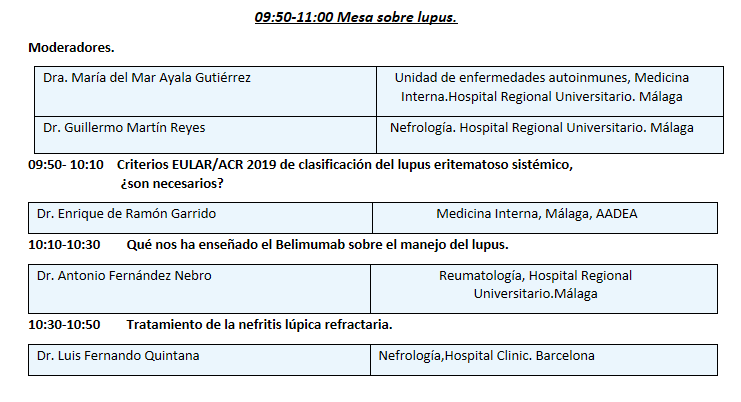 09:50-11:00 Mesa sobre lupus.
Moderadores.
Dra. María del Mar Ayala Gutiérrez
Unidad de enfermedades autoinmunes, Medicina
Interna.Hospital Regional Universitario. Málaga
Dr. Guillermo Martín Reyes
Nefrología. Hospital Regional Universitario. Málaga
09:50- 10:10 Criterios EULAR/ACR 2019 de clasificación del lupus eritematoso sistémico,
¿son necesarios?
Dr. Enrique de Ramón Garrido
Medicina Interna, Málaga, AADEA
10:10-10:30 Qué nos ha enseñado el Belimumab sobre el manejo del lupus.
Dr. Antonio Fernández Nebro
Reumatología, Hospital Regional
Universitario.Málaga
10:30-10:50 Tratamiento de la nefritis lúpica refractaria.
Dr. Luis Fernando Quintana
Nefrología,Hospital Clinic. Barcelona